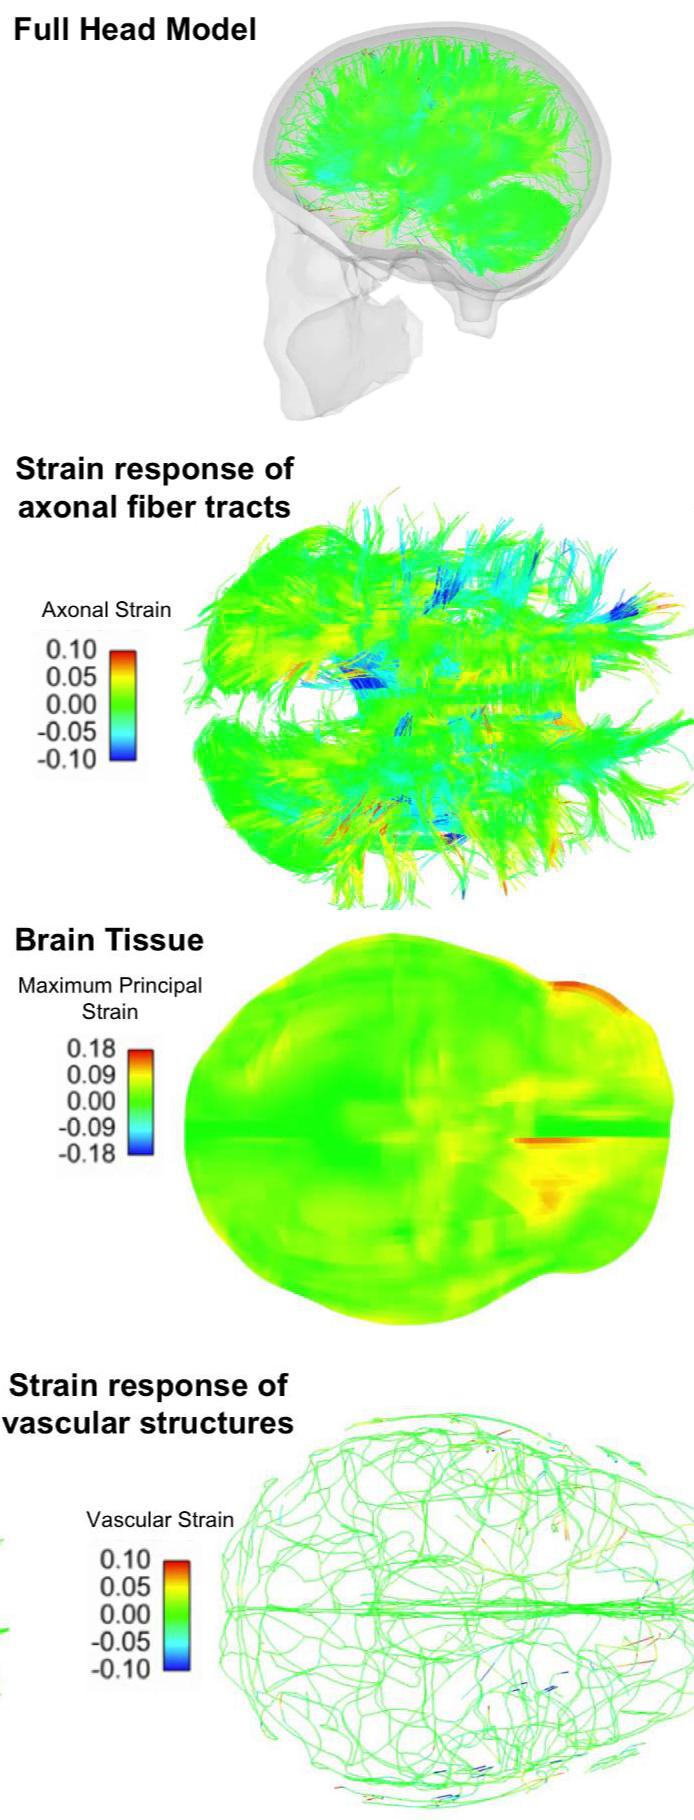 Full Head Model
Strain response of
axonal fiber tracts
Axonal Strain
0.10
0.05
0.00
-0.05
-0.10
Brain Tissue
Maximum Principal
Strain
0.18
0.09
0.00
-0.09
-0.18
Strain response of
vascular structures
Vascular Strain
0.10
0.05
0.00
-0.05
-0.10